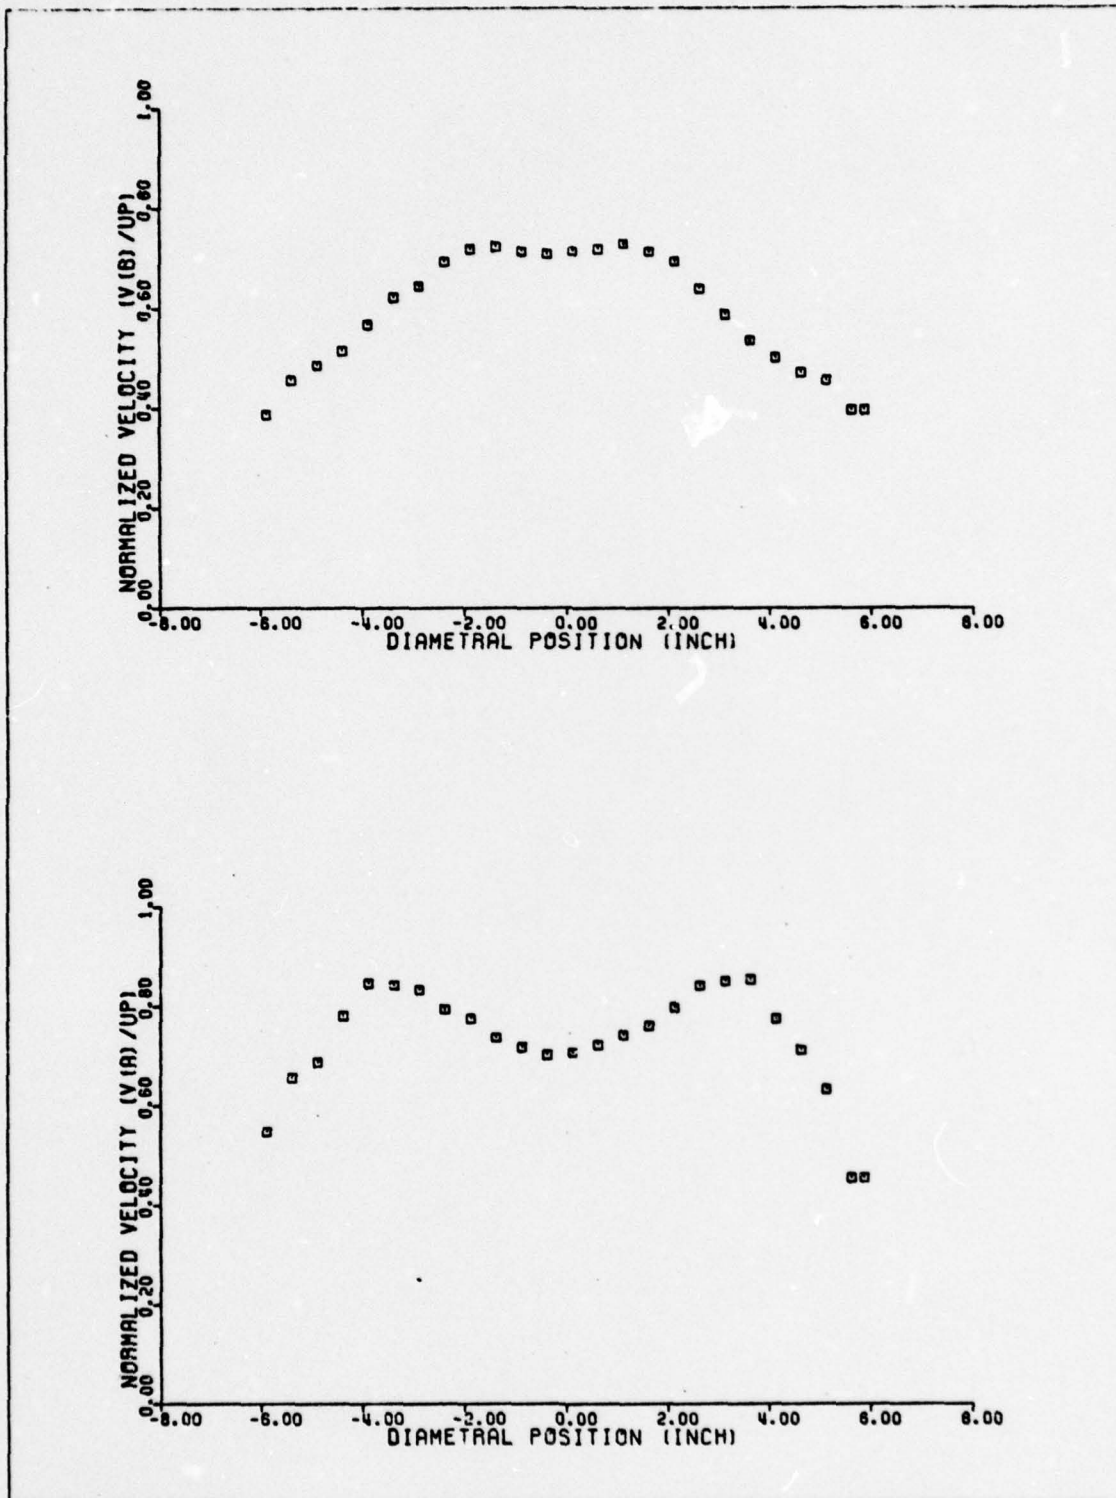 NORMALIZED VELOCITY (V(B)/UP)
1.00
0.80
0.60
0.40
0.20
0.00
-8.00 -6.00 -4.00 -2.00 0.00 2.00 4.00 6.00 8.00
DIAMETRAL POSITION (INCH)
NORMALIZED VELOCITY (V(A)/UP)
1.00
0.80
0.60
0.40
0.20
0.00
-8.00 -6.00 -4.00 -2.00 0.00 2.00 4.00 6.00 8.00
DIAMETRAL POSITION (INCH)